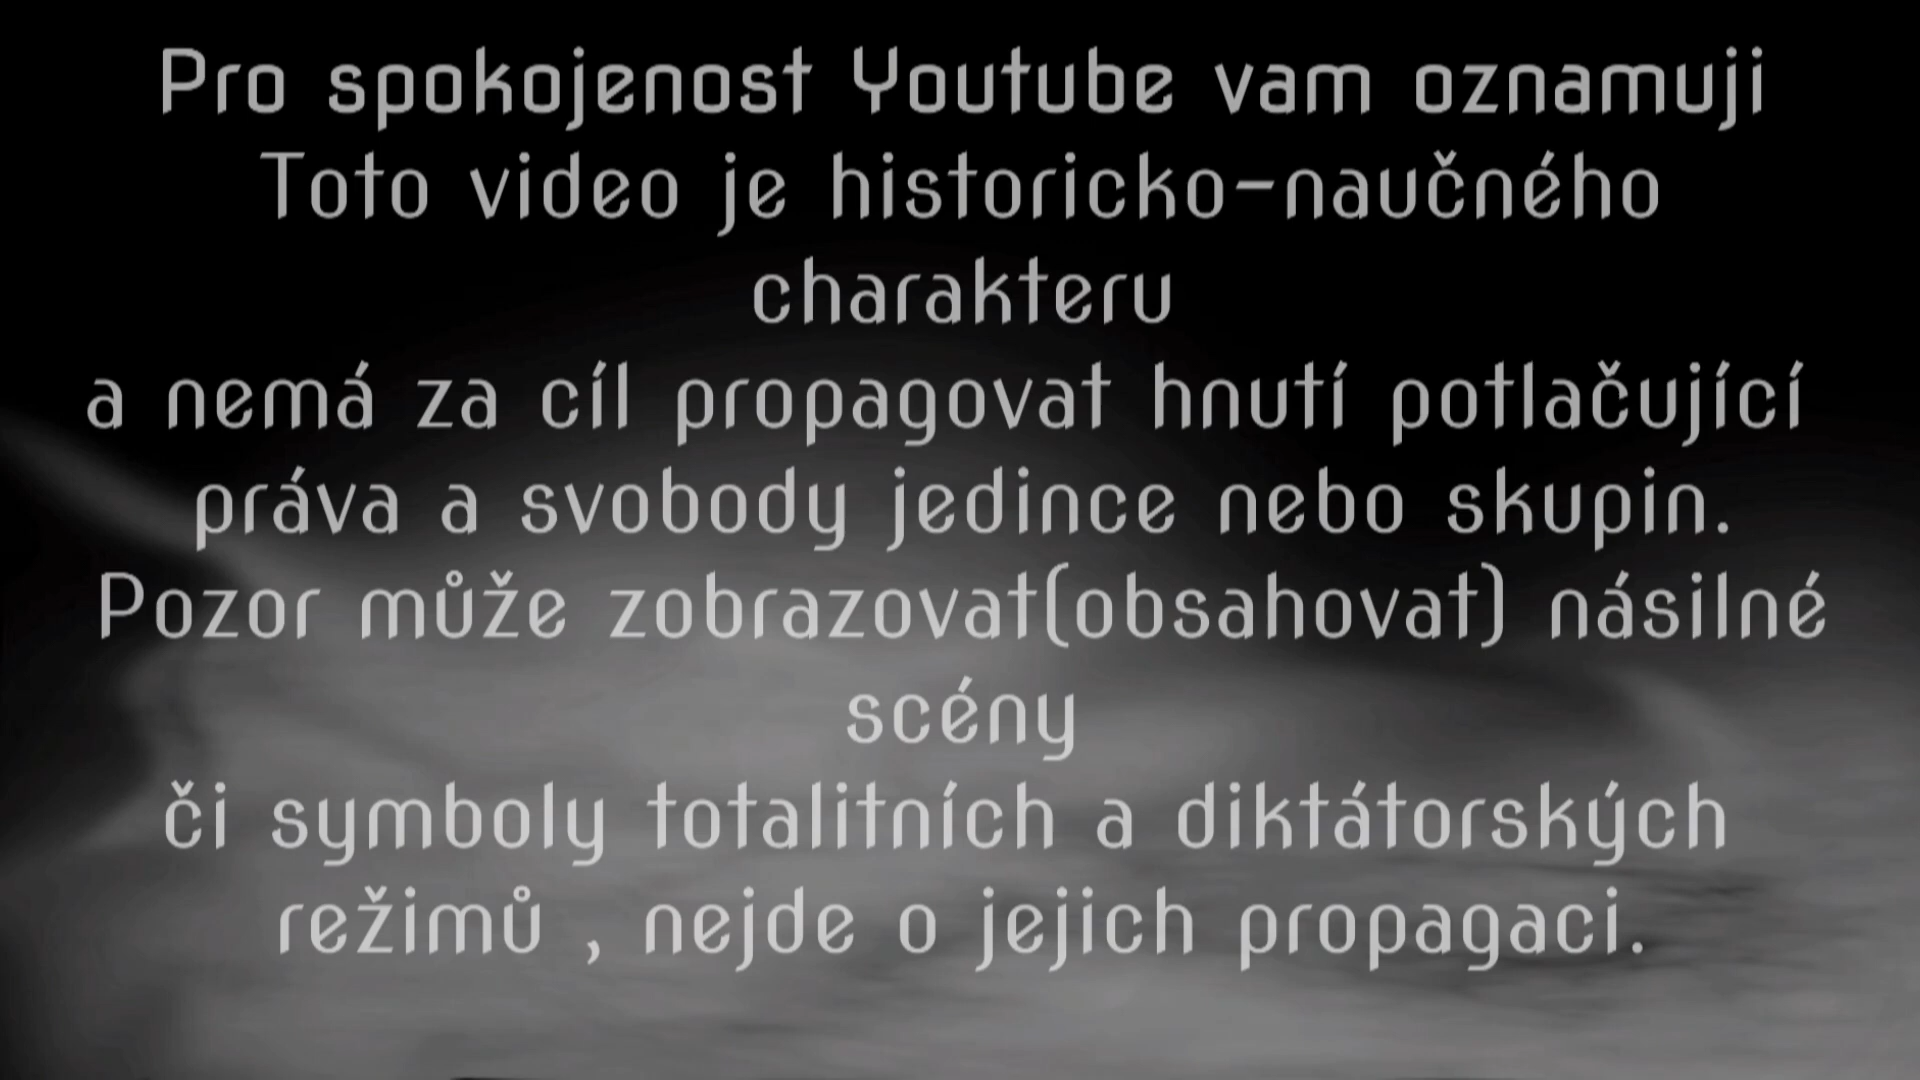 Pro spokojenost Youtube vam oznamuji
Toto video je historicko-naučného
charakteru
a nemá za cíl propagovat hnutí potlačující
práva a svobody jedince nebo skupin.
Pozor může zobrazovat(obsahovat) násilné
scény
či symboly totalitních a diktátorských
režimů , nejde o jejich propagaci.